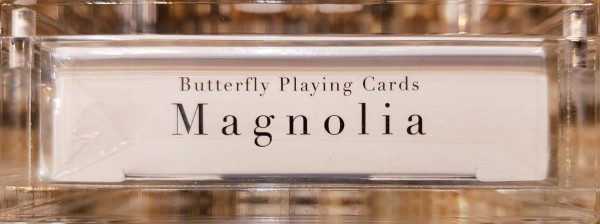 Butterfly Playing Cards
Magnolia